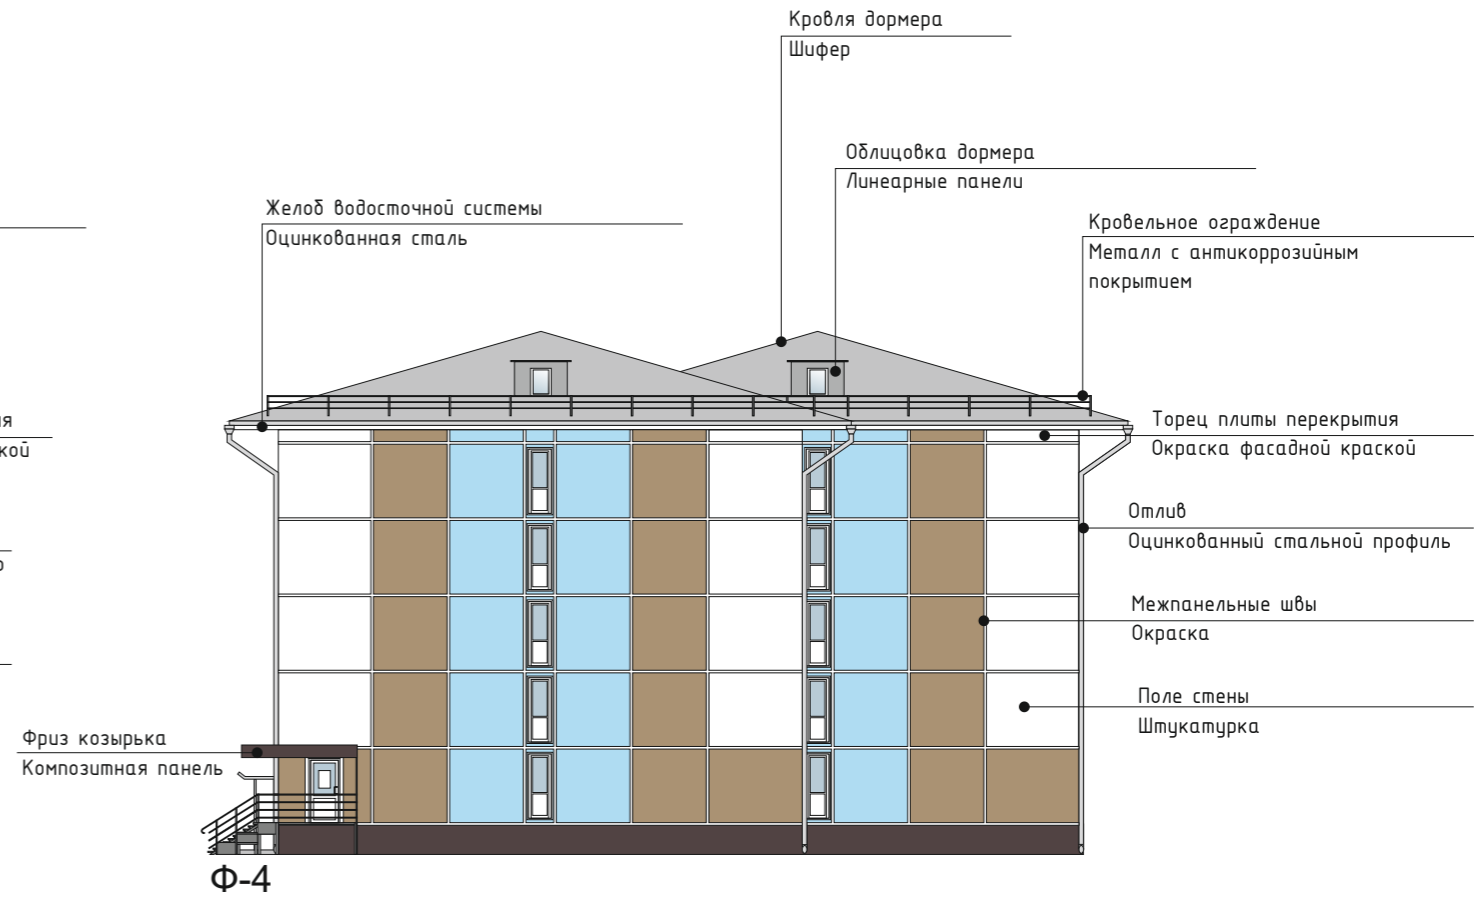 Кровля дормера
Шифер
Облицовка дормера
Линеарные панели
Желоб водосточной системы
Оцинкованная сталь
Кровельное ограждение
Металл с антикоррозийным
покрытием
Торец плиты перекрытия
Окраска фасадной краской
Отлив
Оцинкованный стальной профиль
Межпанельные швы
Окраска
Поле стены
Штукатурка
Фриз козырька
Композитная панель
Ф-4